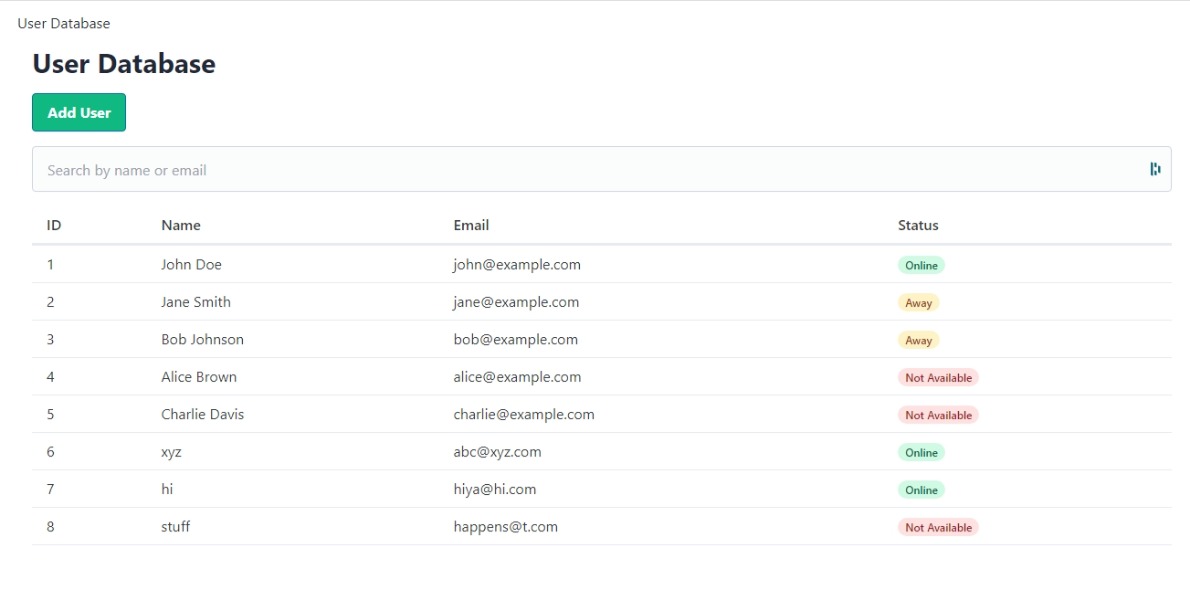 User Database
User Database
Add User
Search by name or email
ID Name Email Status
1 John Doe john@example.com Online
2 Jane Smith jane@example.com Away
3 Bob Johnson bob@example.com Away
4 Alice Brown alice@example.com Not Available
5 Charlie Davis charlie@example.com Not Available
6 xyz abc@xyz.com Online
7 hi hiya@hi.com Online
8 stuff happens@t.com Not Available